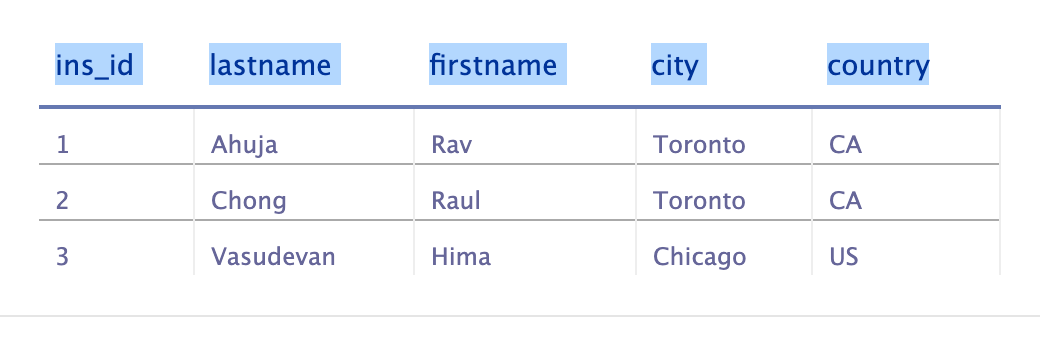 ins_id lastname firstname city country
1 Ahuja Rav Toronto CA
2 Chong Raul Toronto CA
3 Vasudevan Hima Chicago US